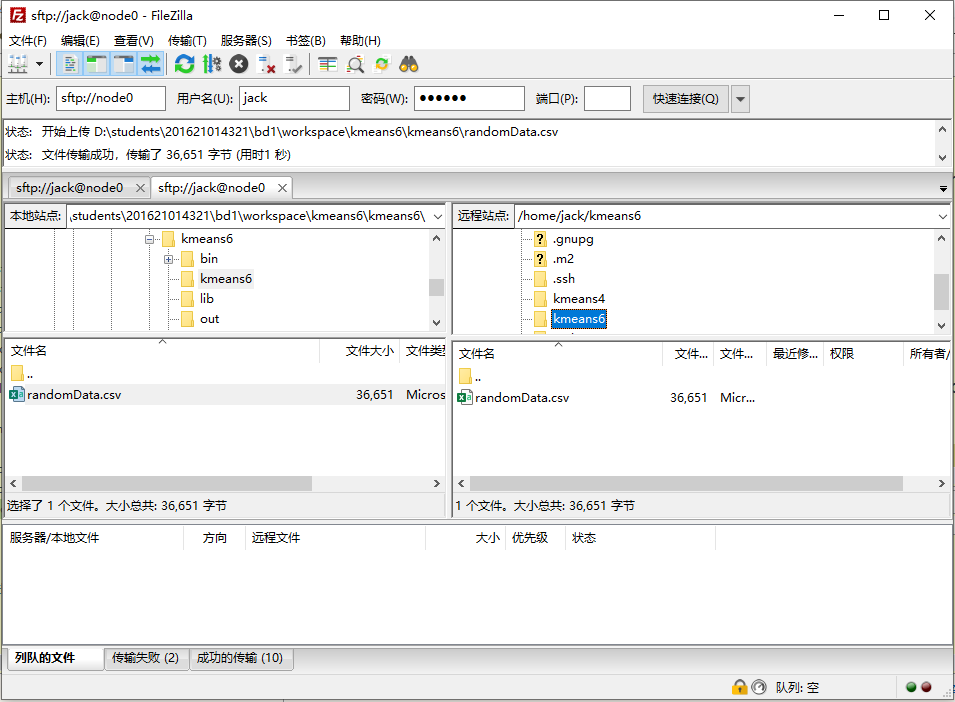 sftp://jack@node0 - FileZilla
文件(F) 编辑(E) 查看(V) 传输(T) 服务器(S) 书签(B) 帮助(H)
主机(H): sftp://node0 用户名(U): jack 密码(W): ●●●●●● 端口(P): 快速连接(Q)
状态: 开始上传 D:\students\201621014321\bd1\workspace\kmeans6\kmeans6\randomData.csv
状态: 文件传输成功，传输了 36,651 字节 (用时1 秒)
sftp://jack@node0 sftp://jack@node0
本地站点: .students\201621014321\bd1\workspace\kmeans6\kmeans6\ 远程站点: /home/jack/kmeans6
kmeans6 .gnupg
bin .m2
kmeans6 .ssh
lib kmeans4
out kmeans6
文件名 文件大小 文件类 文件名 文件... 文件... 最近修... 权限 所有者/
.. ..
randomData.csv 36,651 Micros randomData.csv 36,651 Micr...
选择了 1 个文件。大小总共: 36,651 字节 1 个文件。大小总共: 36,651 字节
服务器/本地文件 方向 远程文件 大小 优先级 状态
列队的文件 传输失败 (2) 成功的传输 (10)
队列: 空